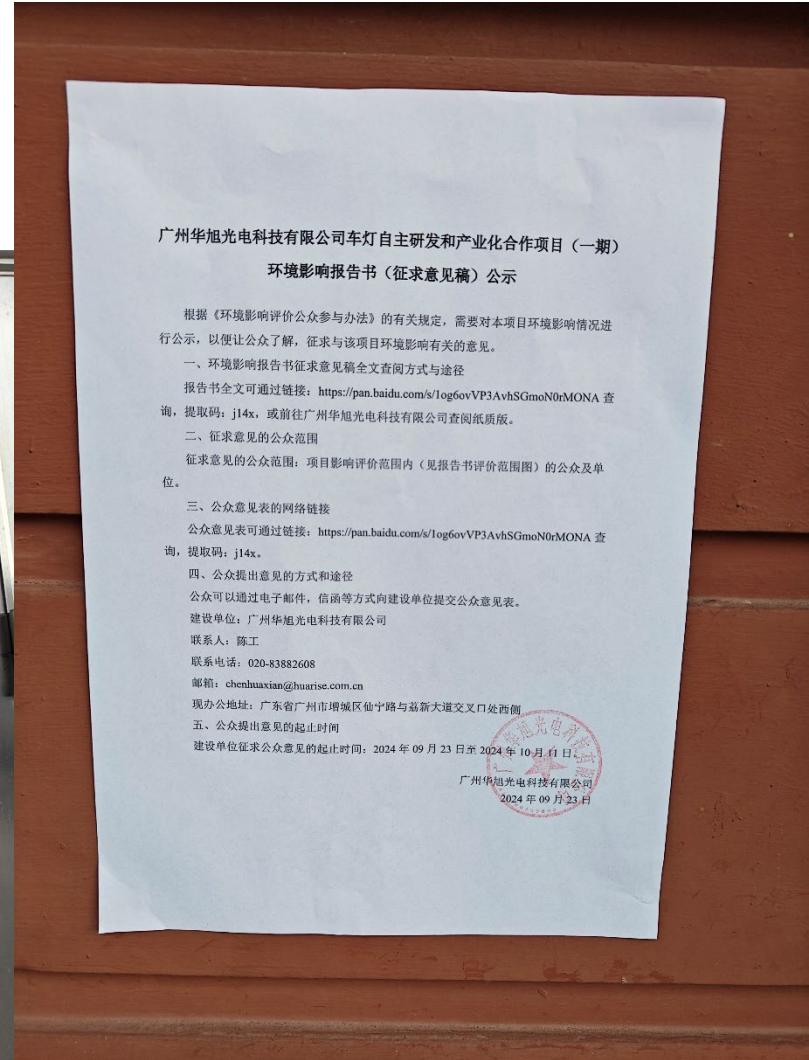 广州华旭光电科技有限公司车灯自主研发和产业化合作项目（一期）
环境影响报告书（征求意见稿）公示
根据《环境影响评价公众参与办法》的有关规定，需要对本项目环境影响情况进
行公示，以便让公众了解，征求与该项目环境影响有关的意见。
一、环境影响报告书征求意见稿全文查阅方式与途径
报告书全文可通过链接：https://pan.baidu.com/s/1og6ovVP3AvhSGmoN0rMONA 查
询，提取码：j14x，或前往广州华旭光电科技有限公司查阅纸质版。
二、征求意见的公众范围
征求意见的公众范围：项目影响评价范围内（见报告书评价范围图）的公众及单
位。
三、公众意见表的网络链接
公众意见表可通过链接：https://pan.baidu.com/s/1og6ovVP3AvhSGmoN0rMONA 查
询，提取码：j14x。
四、公众提出意见的方式和途径
公众可以通过电子邮件，信函等方式向建设单位提交公众意见表。
建设单位：广州华旭光电科技有限公司
联系人：陈工
联系电话：020-83882608
邮箱：chenhuaxian@huarise.com.cn
现办公地址：广东省广州市增城区仙宁路与荔新大道交叉口处西侧
五、公众提出意见的起止时间
建设单位征求公众意见的起止时间：2024 年 09 月 23 日至 2024 年 10 月 11 日。
广州华旭光电科技有限公司
2024 年 09 月 23 日
广州华旭光电科技有限公司